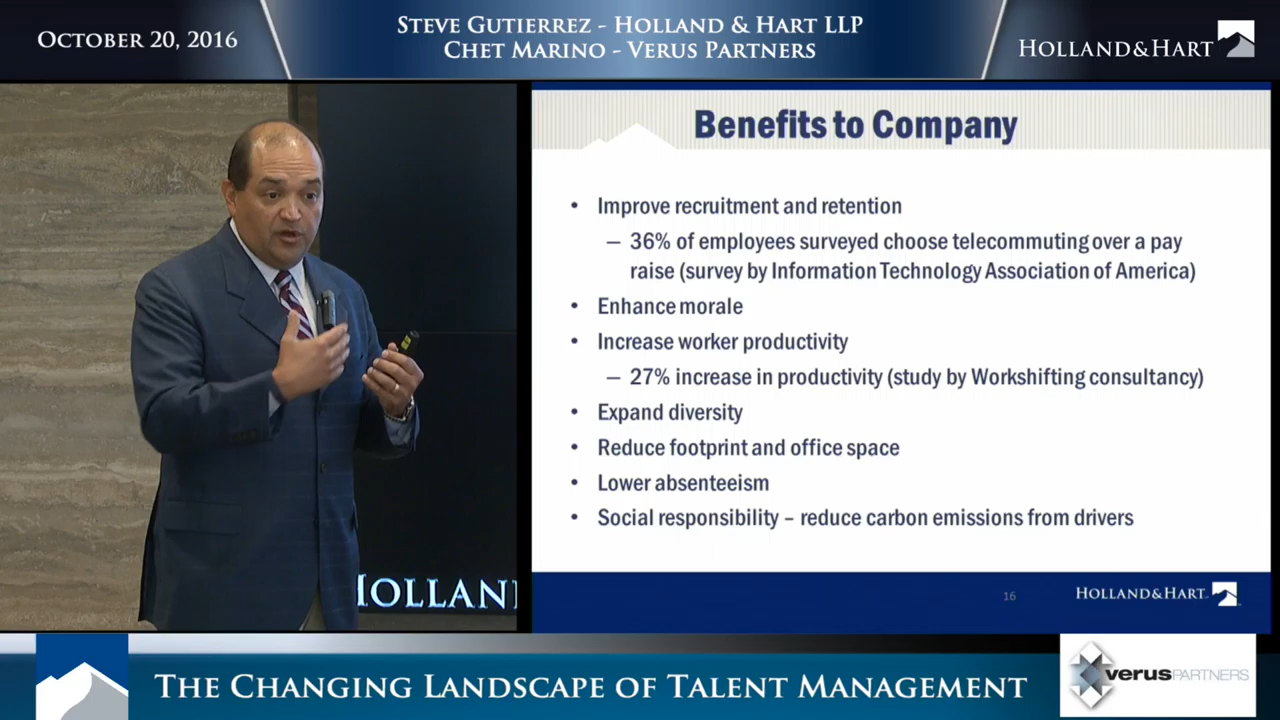 OCTOBER 20, 2016
STEVE GUTIERREZ - HOLLAND & HART LLP
CHET MARINO - VERUS PARTNERS
HOLLAND&HART
Benefits to Company
• Improve recruitment and retention
– 36% of employees surveyed choose telecommuting over a pay
raise (survey by Information Technology Association of America)
• Enhance morale
• Increase worker productivity
– 27% increase in productivity (study by Workshifting consultancy)
• Expand diversity
• Reduce footprint and office space
• Lower absenteeism
• Social responsibility – reduce carbon emissions from drivers
HOLLAN
16
HOLLAND&HART
THE CHANGING LANDSCAPE OF TALENT MANAGEMENT
verusPARTNERS